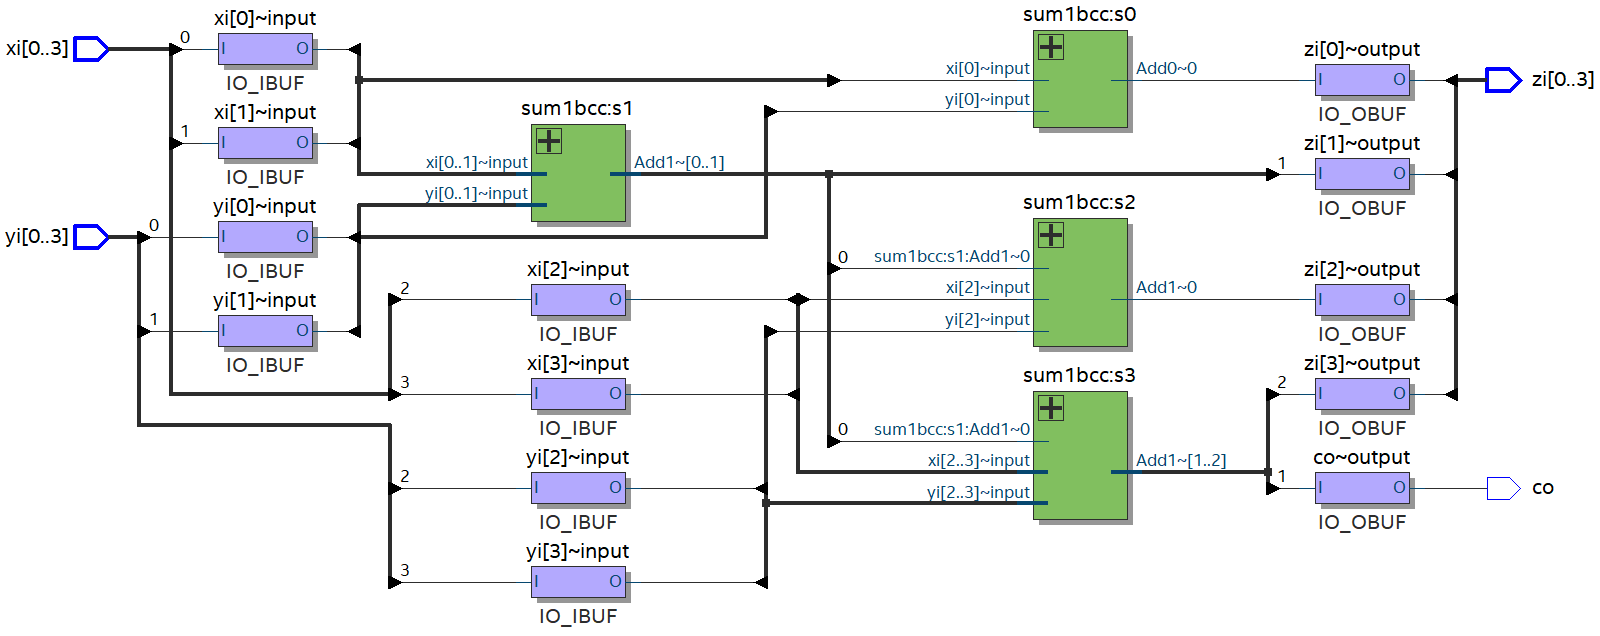 xi[0..3]
0
xi[0]~input
I
O
IO_IBUF
1
xi[1]~input
I
O
IO_IBUF
yi[0..3]
0
yi[0]~input
I
O
IO_IBUF
1
yi[1]~input
I
O
IO_IBUF
sum1bcc:s1
xi[0..1]~input
yi[0..1]~input
Add1~[0..1]
2
xi[2]~input
I
O
IO_IBUF
3
xi[3]~input
I
O
IO_IBUF
2
yi[2]~input
I
O
IO_IBUF
3
yi[3]~input
I
O
IO_IBUF
sum1bcc:s0
xi[0]~input
yi[0]~input
Add0~0
sum1bcc:s2
0
sum1bcc:s1:Add1~0
xi[2]~input
yi[2]~input
Add1~0
sum1bcc:s3
0
sum1bcc:s1:Add1~0
xi[2..3]~input
yi[2..3]~input
Add1~[1..2]
zi[0]~output
I
O
IO_OBUF
1
zi[1]~output
I
O
IO_OBUF
zi[2]~output
I
O
IO_OBUF
2
zi[3]~output
I
O
IO_OBUF
1
co~output
I
O
IO_OBUF
zi[0..3]
co